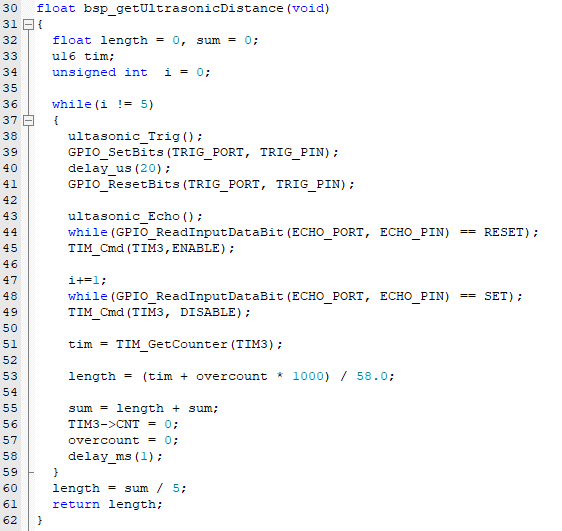 30 float bsp_getUltrasonicDistance(void)
31 {
32 float length = 0, sum = 0;
33 u16 tim;
34 unsigned int  i = 0;
35
36 while(i != 5)
37 {
38 ultasonic_Trig();
39 GPIO_SetBits(TRIG_PORT, TRIG_PIN);
40 delay_us(20);
41 GPIO_ResetBits(TRIG_PORT, TRIG_PIN);
42
43 ultasonic_Echo();
44 while(GPIO_ReadInputDataBit(ECHO_PORT, ECHO_PIN) == RESET);
45 TIM_Cmd(TIM3,ENABLE);
46
47 i+=1;
48 while(GPIO_ReadInputDataBit(ECHO_PORT, ECHO_PIN) == SET);
49 TIM_Cmd(TIM3, DISABLE);
50
51 tim = TIM_GetCounter(TIM3);
52
53 length = (tim + overcount * 1000) / 58.0;
54
55 sum = length + sum;
56 TIM3->CNT = 0;
57 overcount = 0;
58 delay_ms(1);
59 }
60 length = sum / 5;
61 return length;
62 }